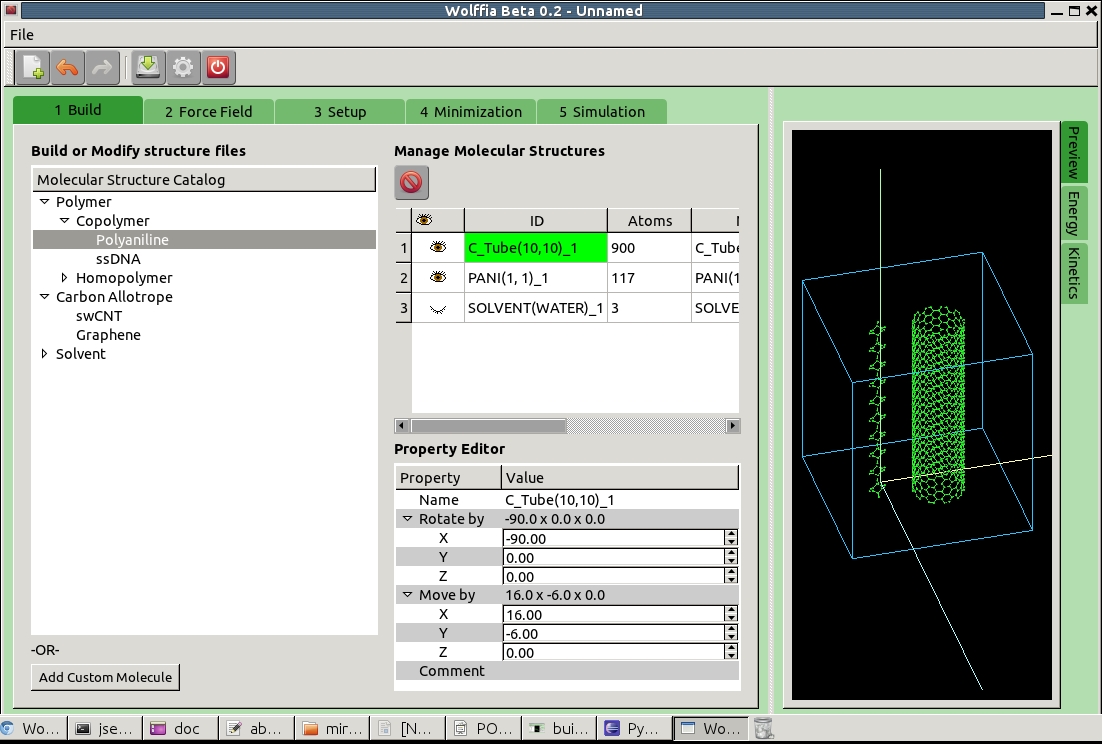 Wolffia Beta 0.2 - Unnamed
File
1 Build
2 Force Field
3 Setup
4 Minimization
5 Simulation
Build or Modify structure files
Molecular Structure Catalog
Polymer
Copolymer
Polyaniline
ssDNA
Homopolymer
Carbon Allotrope
swCNT
Graphene
Solvent
-OR-
Add Custom Molecule
Manage Molecular Structures
ID Atoms
1 C_Tube(10,10)_1 900 C_Tube
2 PANI(1, 1)_1 117 PANI(1
3 SOLVENT(WATER)_1 3 SOLVE
Property Editor
Property Value
Name C_Tube(10,10)_1
Rotate by -90.0 x 0.0 x 0.0
X -90.00
Y 0.00
Z 0.00
Move by 16.0 x -6.0 x 0.0
X 16.00
Y -6.00
Z 0.00
Comment
Preview
Energy
Kinetics
Wo... jse... doc ab... mir... [N... PO... bui... Py... Wo...